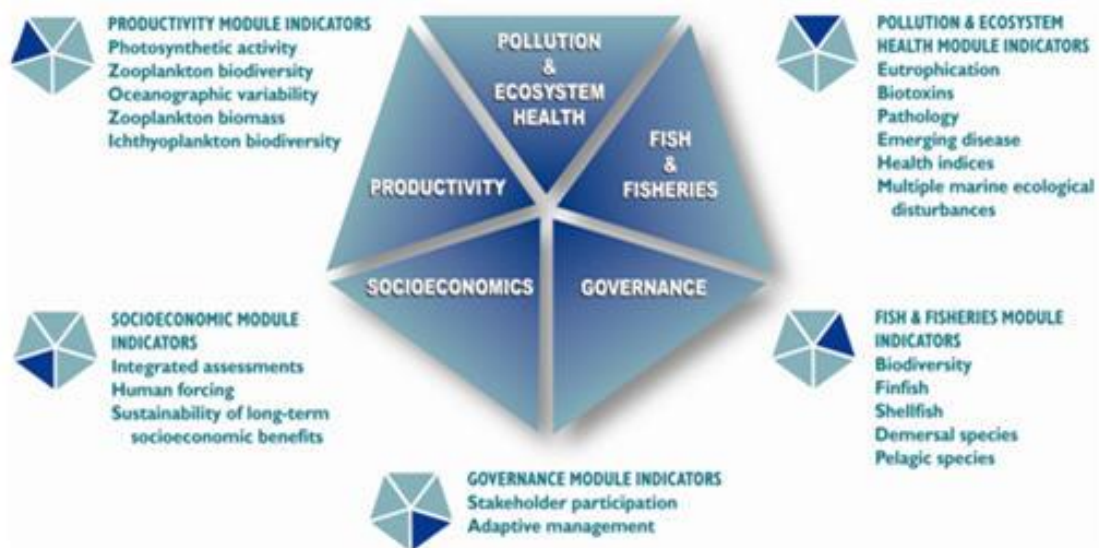 PRODUCTIVITY MODULE INDICATORS
Photosynthetic activity
Zooplankton biodiversity
Oceanographic variability
Zooplankton biomass
Ichthyoplankton biodiversity
POLLUTION
&
ECOSYSTEM
HEALTH
FISH
&
FISHERIES
PRODUCTIVITY
SOCIOECONOMICS
GOVERNANCE
POLLUTION & ECOSYSTEM
HEALTH MODULE INDICATORS
Eutrophication
Biotoxins
Pathology
Emerging disease
Health indices
Multiple marine ecological
disturbances
SOCIOECONOMIC MODULE
INDICATORS
Integrated assessments
Human forcing
Sustainability of long-term
socioeconomic benefits
FISH & FISHERIES MODULE
INDICATORS
Biodiversity
Finfish
Shellfish
Demersal species
Pelagic species
GOVERNANCE MODULE INDICATORS
Stakeholder participation
Adaptive management